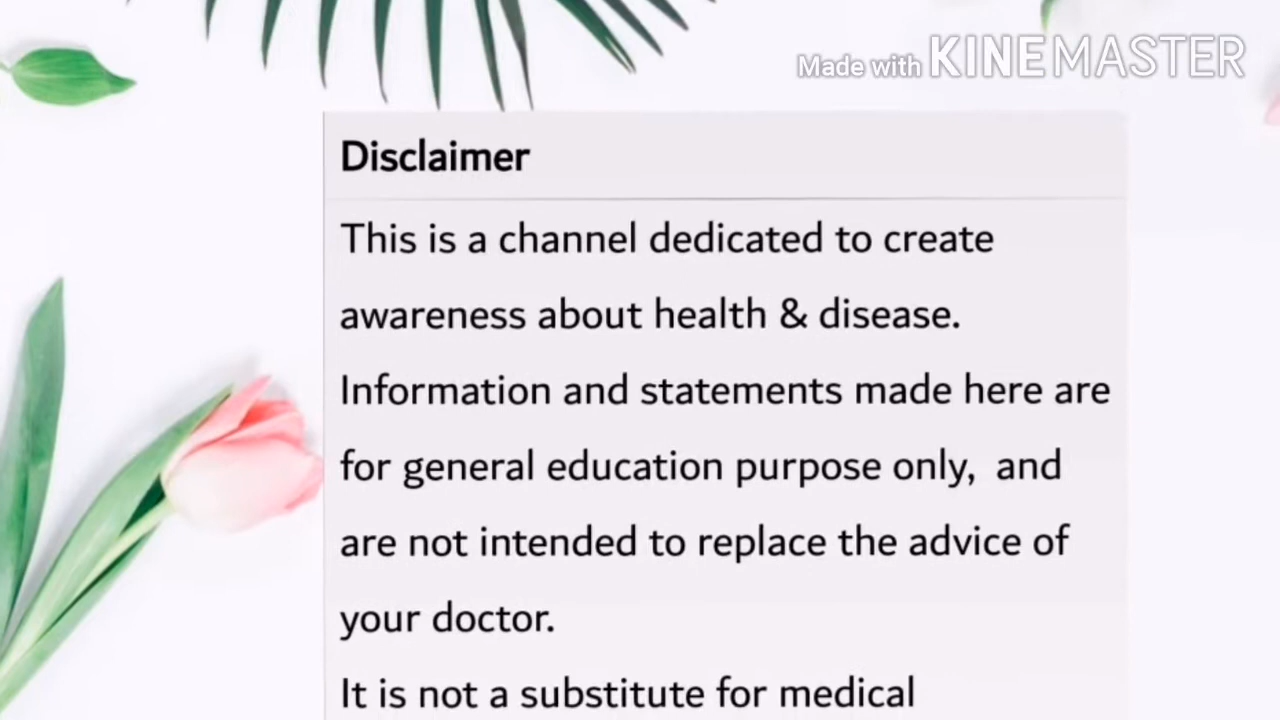 Made with KINEMASTER
Disclaimer
This is a channel dedicated to create
awareness about health & disease.
Information and statements made here are
for general education purpose only,  and
are not intended to replace the advice of
your doctor.
It is not a substitute for medical